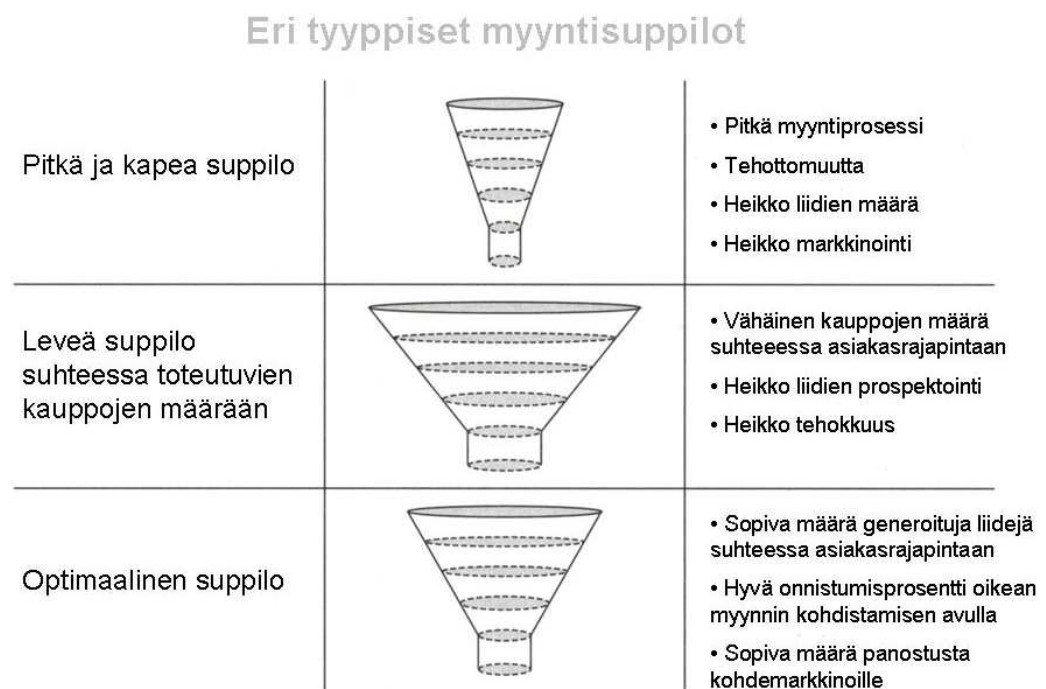 Eri tyyppiset myyntisuppilot
Pitkä ja kapea suppilo
• Pitkä myyntiprosessi
• Tehottomuutta
• Heikko liidien määrä
• Heikko markkinointi
Leveä suppilo
suhteessa toteutuvien
kauppojen määrään
• Vähäinen kauppojen määrä
suhteeessa asiakasrajapintaan
• Heikko liidien prospektointi
• Heikko tehokkuus
Optimaalinen suppilo
• Sopiva määrä generoituja liidejä
suhteessa asiakasrajapintaan
• Hyvä onnistumisprosentti oikean
myynnin kohdistamisen avulla
• Sopiva määrä panostusta
kohdemarkkinoille